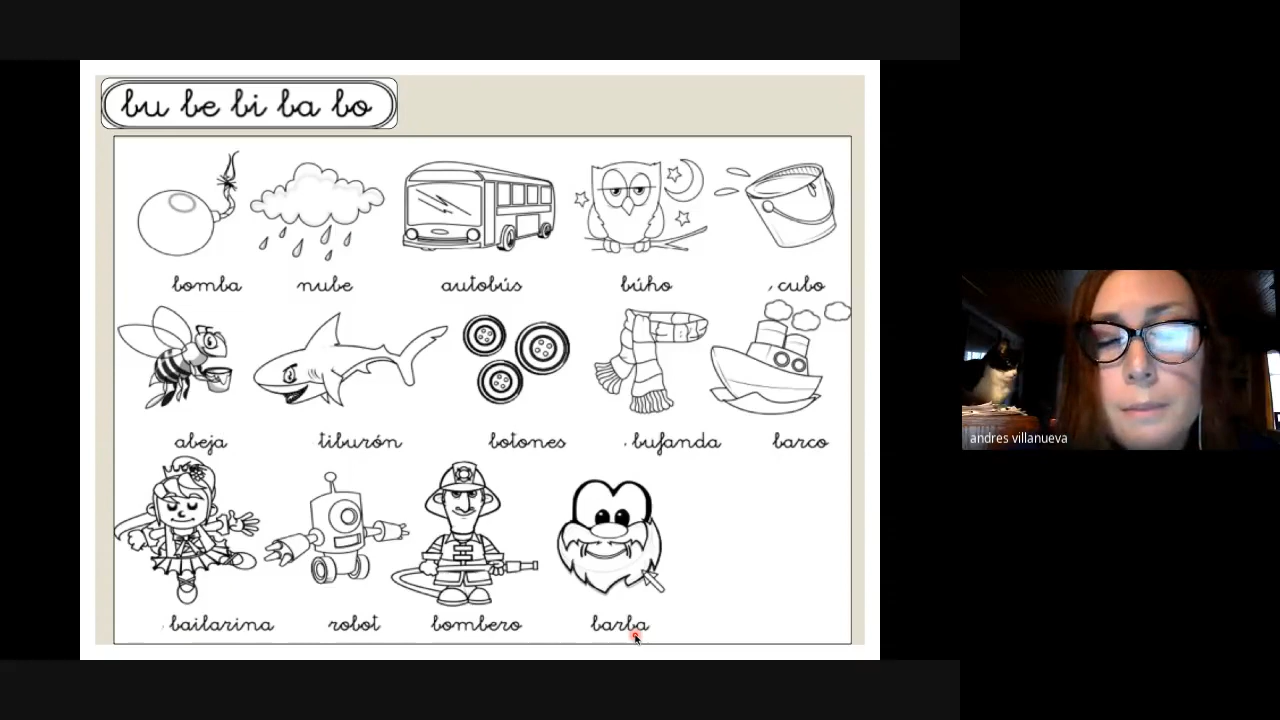 bu be bi ba bo
bomba nube autobús búho cubo
abeja tiburón botones bufanda barco
bailarina robot bombero barba
andres villanueva